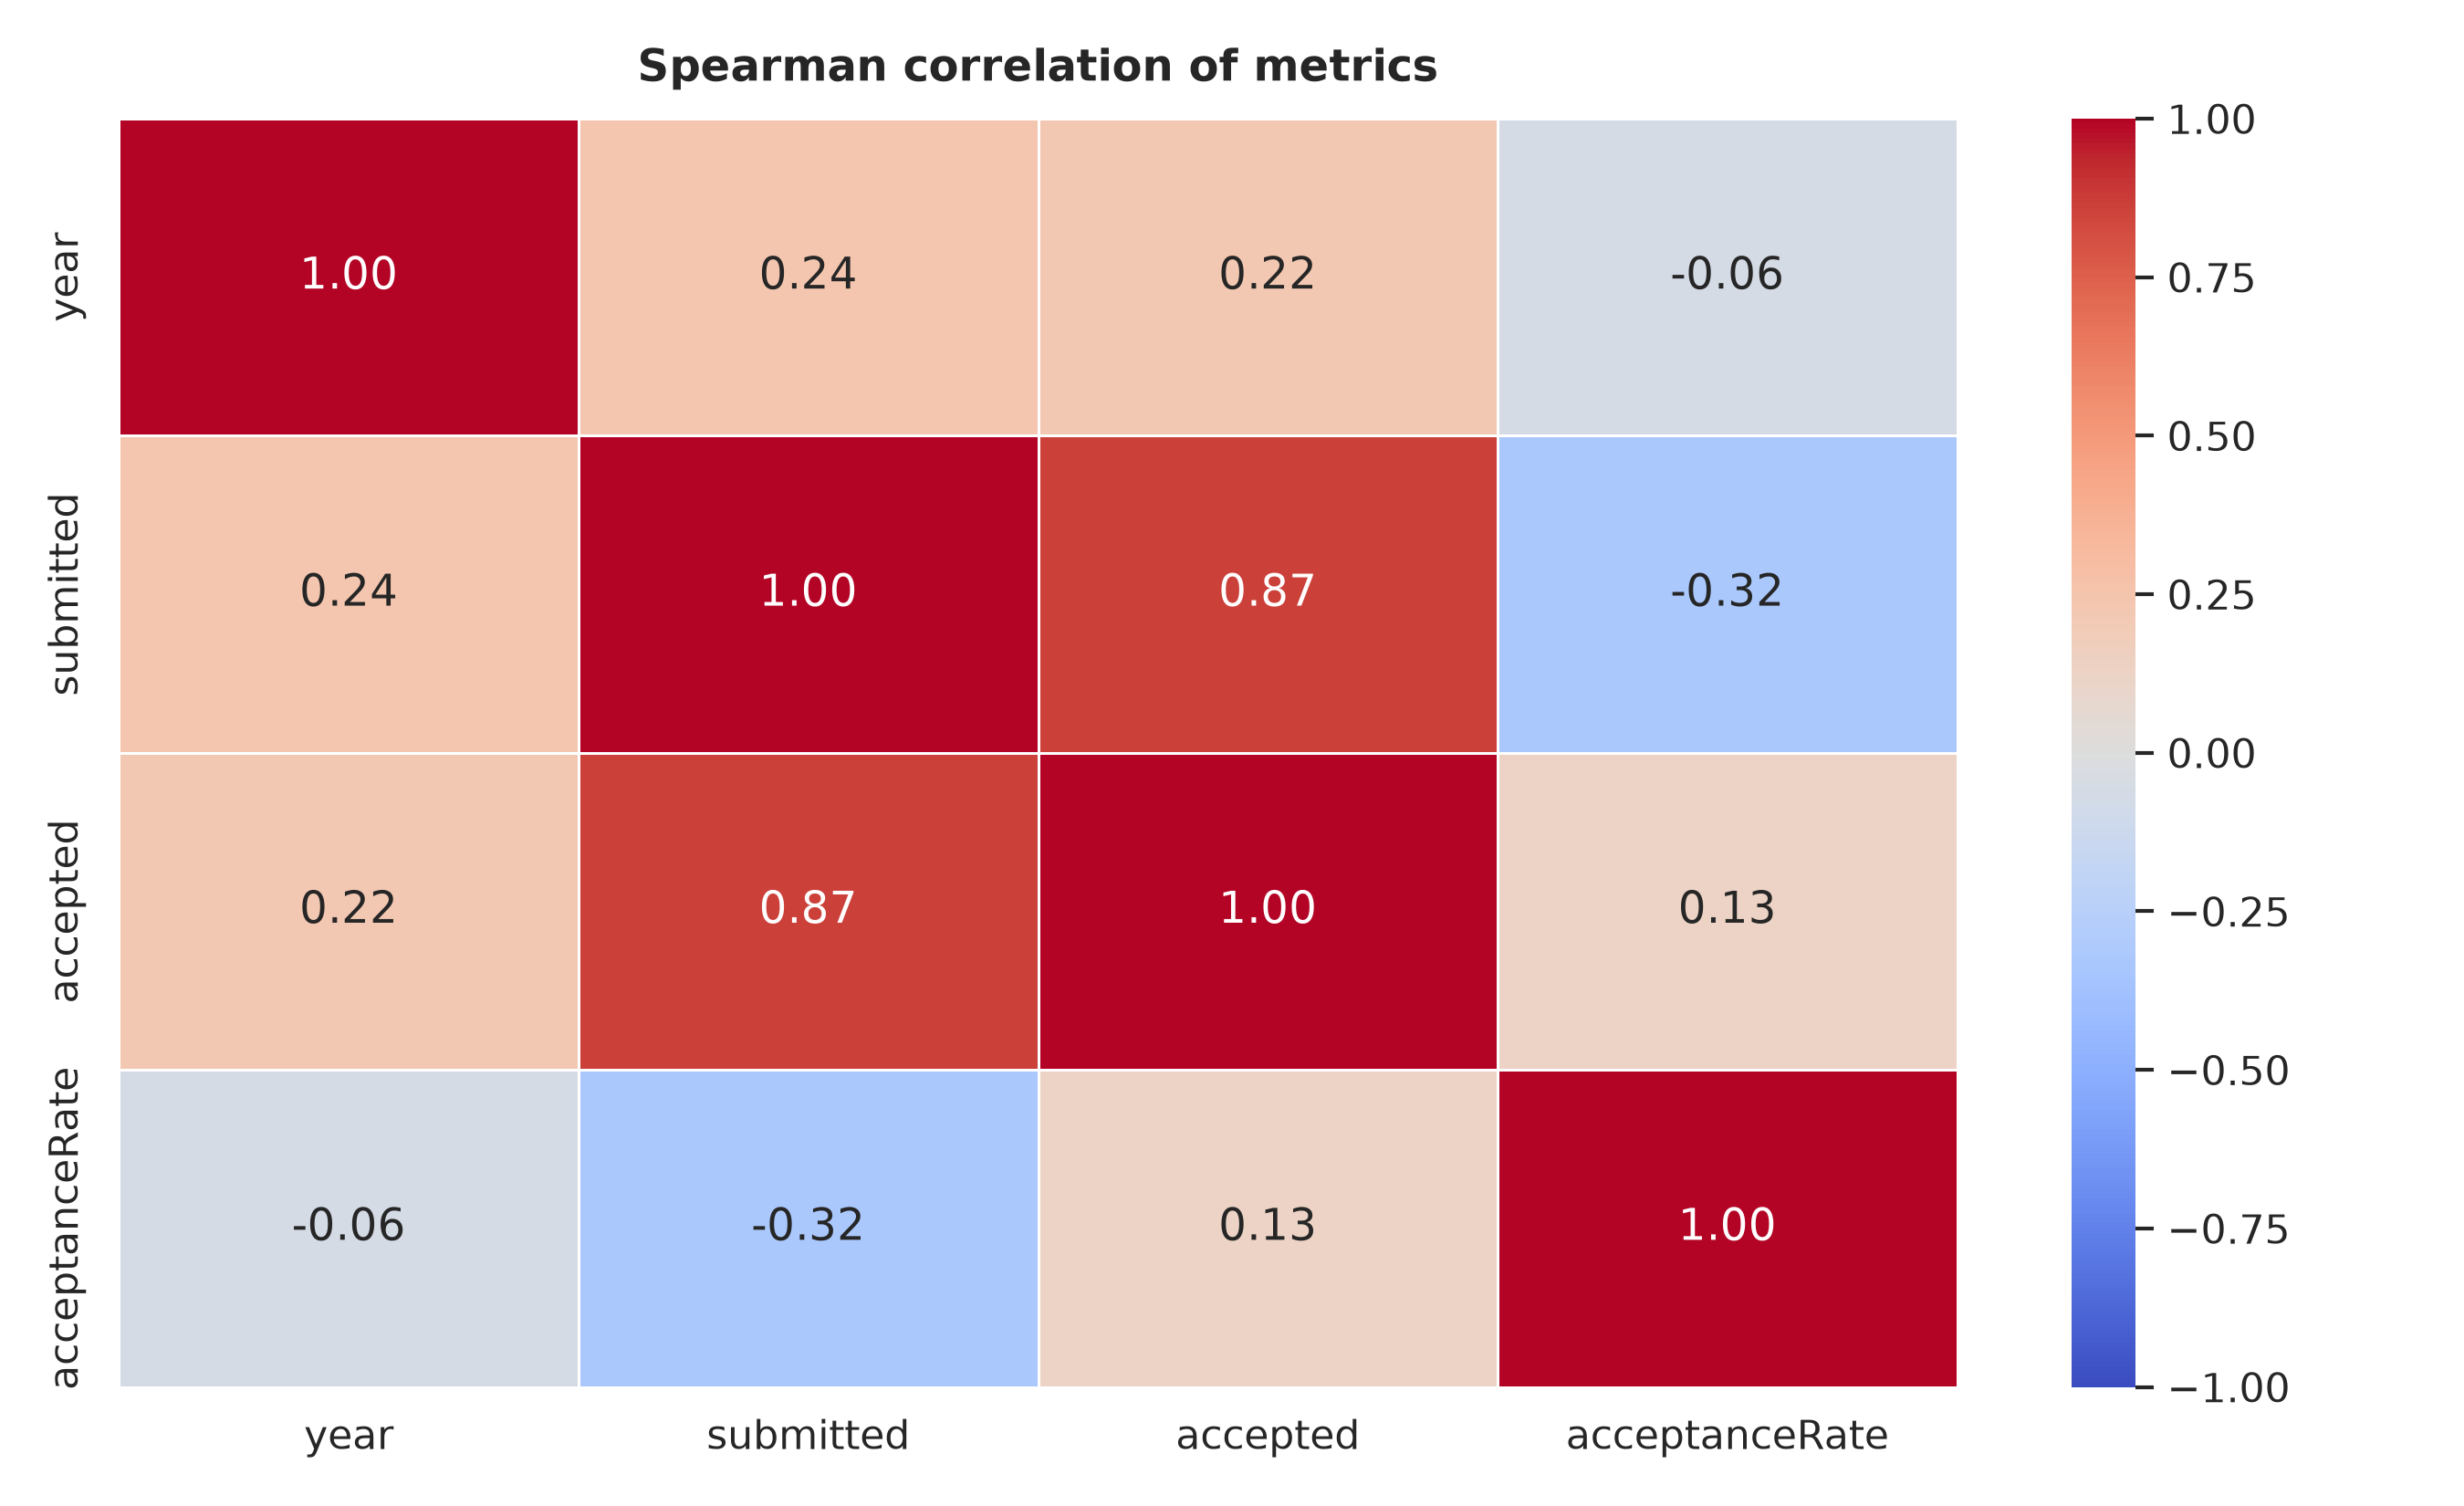 Spearman correlation of metrics
year
1.00
0.24
0.22
-0.06
submitted
0.24
1.00
0.87
-0.32
accepted
0.22
0.87
1.00
0.13
acceptanceRate
-0.06
-0.32
0.13
1.00
year
submitted
accepted
acceptanceRate
1.00
0.75
0.50
0.25
0.00
−0.25
−0.50
−0.75
−1.00